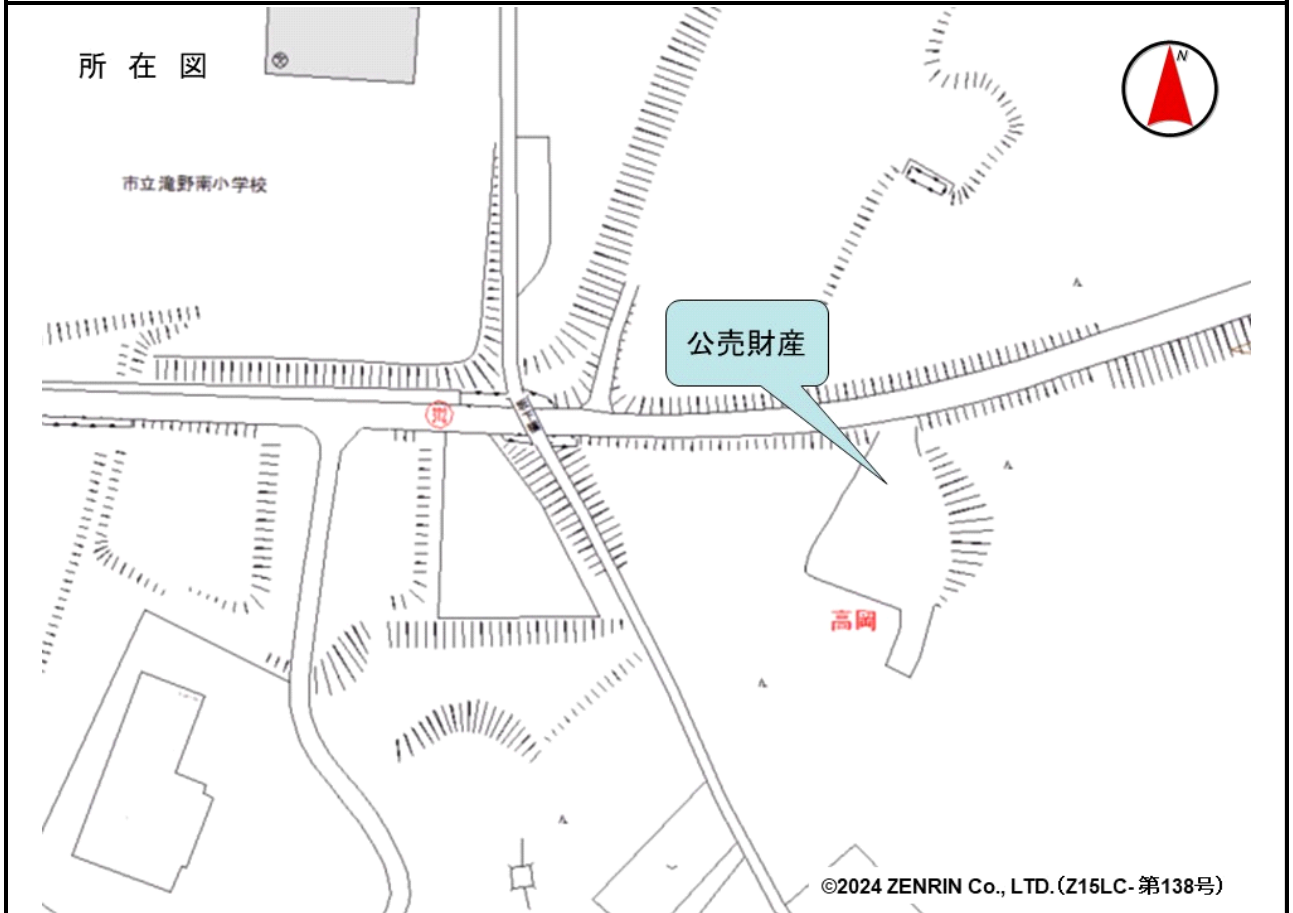 所在図
N
市立滝野南小学校
公売財産
高岡
©2024 ZENRIN Co., LTD.(Z15LC-第138号)